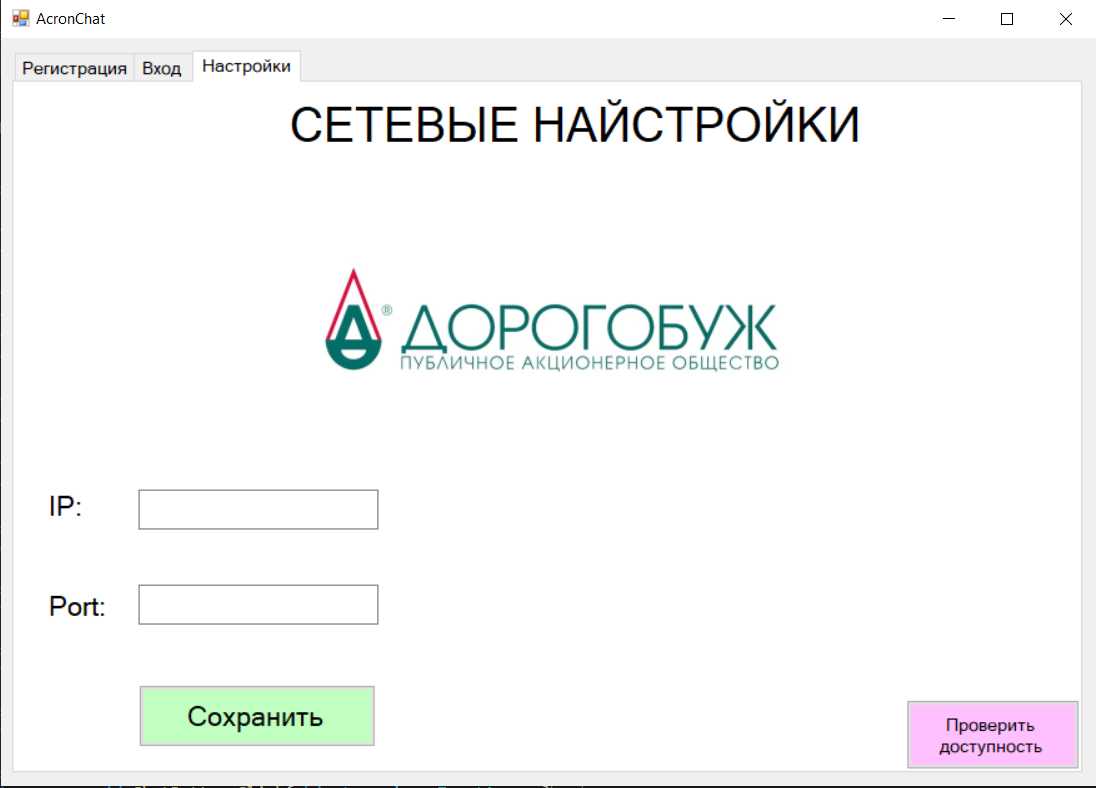 AcronChat
Регистрация Вход Настройки
СЕТЕВЫЕ НАЙСТРОЙКИ
® ДОРОГОБУЖ
ПУБЛИЧНОЕ АКЦИОНЕРНОЕ ОБЩЕСТВО
IP:
Port:
Сохранить
Проверить
доступность